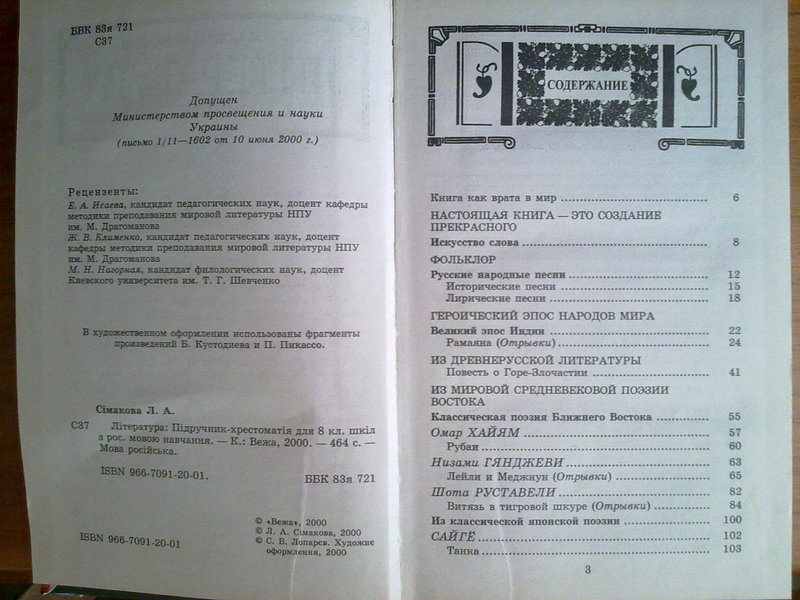 ББК 83я 721
С37
Допущен
Министерством просвещения и науки
Украины
(письмо 1/11—1602 от 10 июня 2000 г.)
Рецензенты:
Е. А. Исаева, кандидат педагогических наук, доцент кафедры
методики преподавания мировой литературы НПУ
им. М. Драгоманова
Ж. В. Клименко, кандидат педагогических наук, доцент
кафедры методики преподавания мировой литературы НПУ
им. М. Драгоманова
М. Н. Нагорная, кандидат филологических наук, доцент
Киевского университета им. Т. Г. Шевченко
В художественном оформлении использованы фрагменты
произведений Б. Кустодиева и П. Пикассо.
Сімакова Л. А.
С37 Література: Підручник-хрестоматія для 8 кл. шкіл
з рос. мовою навчання. — К.: Вежа, 2000. — 464 с. —
Мова російська.
ISBN 966-7091-20-01.
ББК 83я 721
ISBN 966-7091-20-01
© «Вежа», 2000
© Л. А. Сімакова, 2000
© С. В. Лопарєв. Художнє
оформлення, 2000
СОДЕРЖАНИЕ
Книга как врата в мир ........ 6
НАСТОЯЩАЯ КНИГА — ЭТО СОЗДАНИЕ
ПРЕКРАСНОГО
Искусство слова ........ 8
ФОЛЬКЛОР
Русские народные песни ........ 12
Исторические песни ........ 15
Лирические песни ........ 18
ГЕРОИЧЕСКИЙ ЭПОС НАРОДОВ МИРА
Великий эпос Индии ........ 22
Рамаяна (Отрывки) ........ 24
ИЗ ДРЕВНЕРУССКОЙ ЛИТЕРАТУРЫ
Повесть о Горе-Злочастии ........ 41
ИЗ МИРОВОЙ СРЕДНЕВЕКОВОЙ ПОЭЗИИ
ВОСТОКА
Классическая поэзия Ближнего Востока ........ 55
Омар ХАЙЯМ ........ 57
Рубаи ........ 60
Низами ГЯНДЖЕВИ ........ 63
Лейли и Меджнун (Отрывки) ........ 65
Шота РУСТАВЕЛИ ........ 82
Витязь в тигровой шкуре (Отрывки) ........ 84
Из классической японской поэзии ........ 100
САЙГЁ ........ 102
Танка ........ 103
3